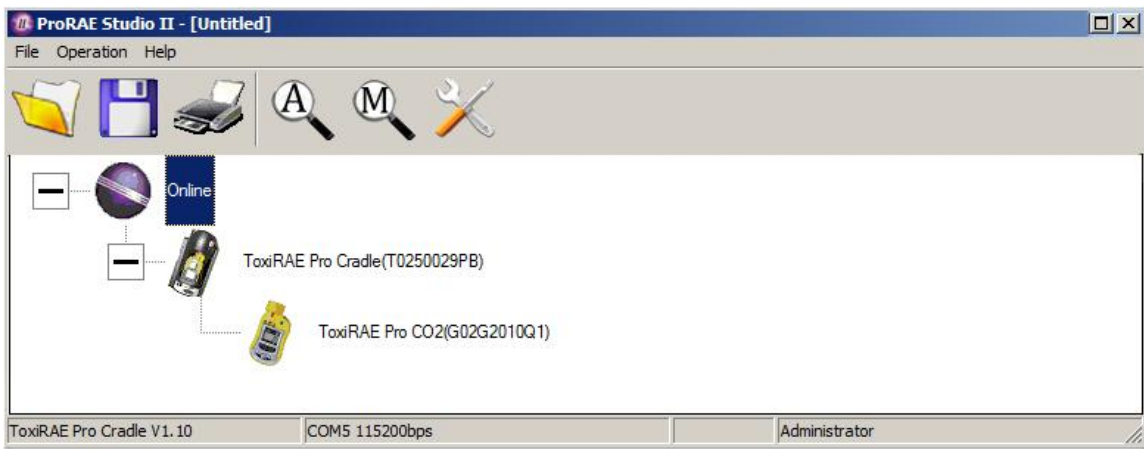 ProRAE Studio II - [Untitled]
File Operation Help
A M
Online
ToxiRAE Pro Cradle(T0250029PB)
ToxiRAE Pro CO2(G02G2010Q1)
ToxiRAE Pro Cradle V1.10 COM5 115200bps Administrator